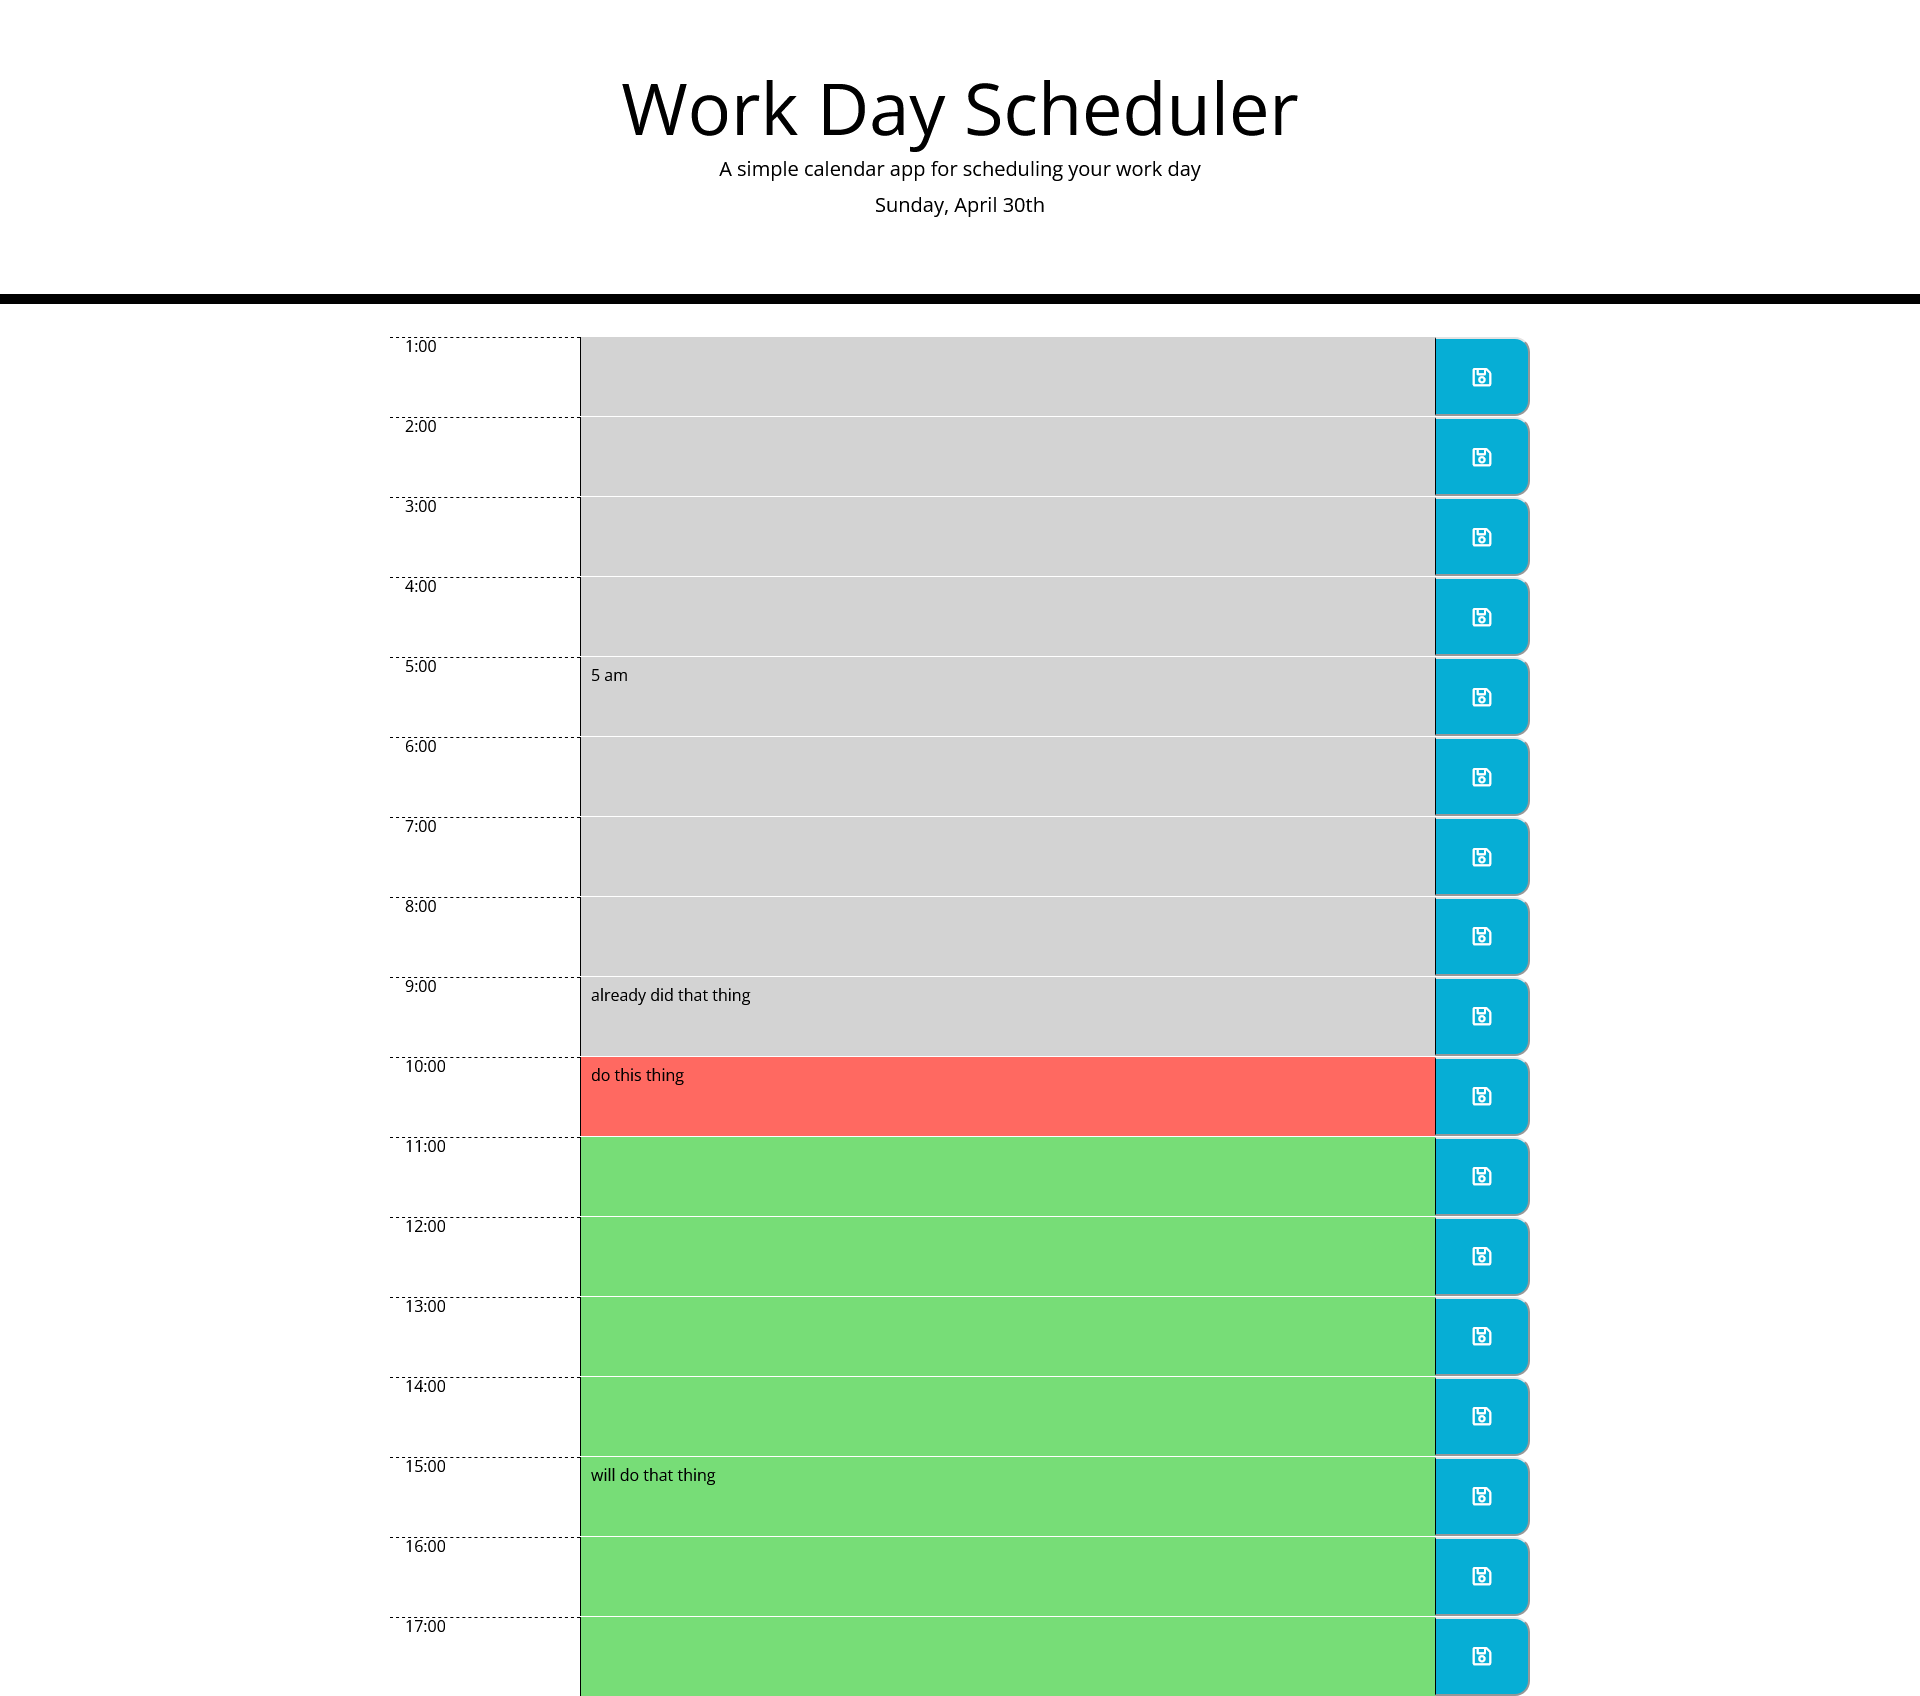 Work Day Scheduler
A simple calendar app for scheduling your work day
Sunday, April 30th
1:00
2:00
3:00
4:00
5:00 5 am
6:00
7:00
8:00
9:00 already did that thing
10:00 do this thing
11:00
12:00
13:00
14:00
15:00 will do that thing
16:00
17:00